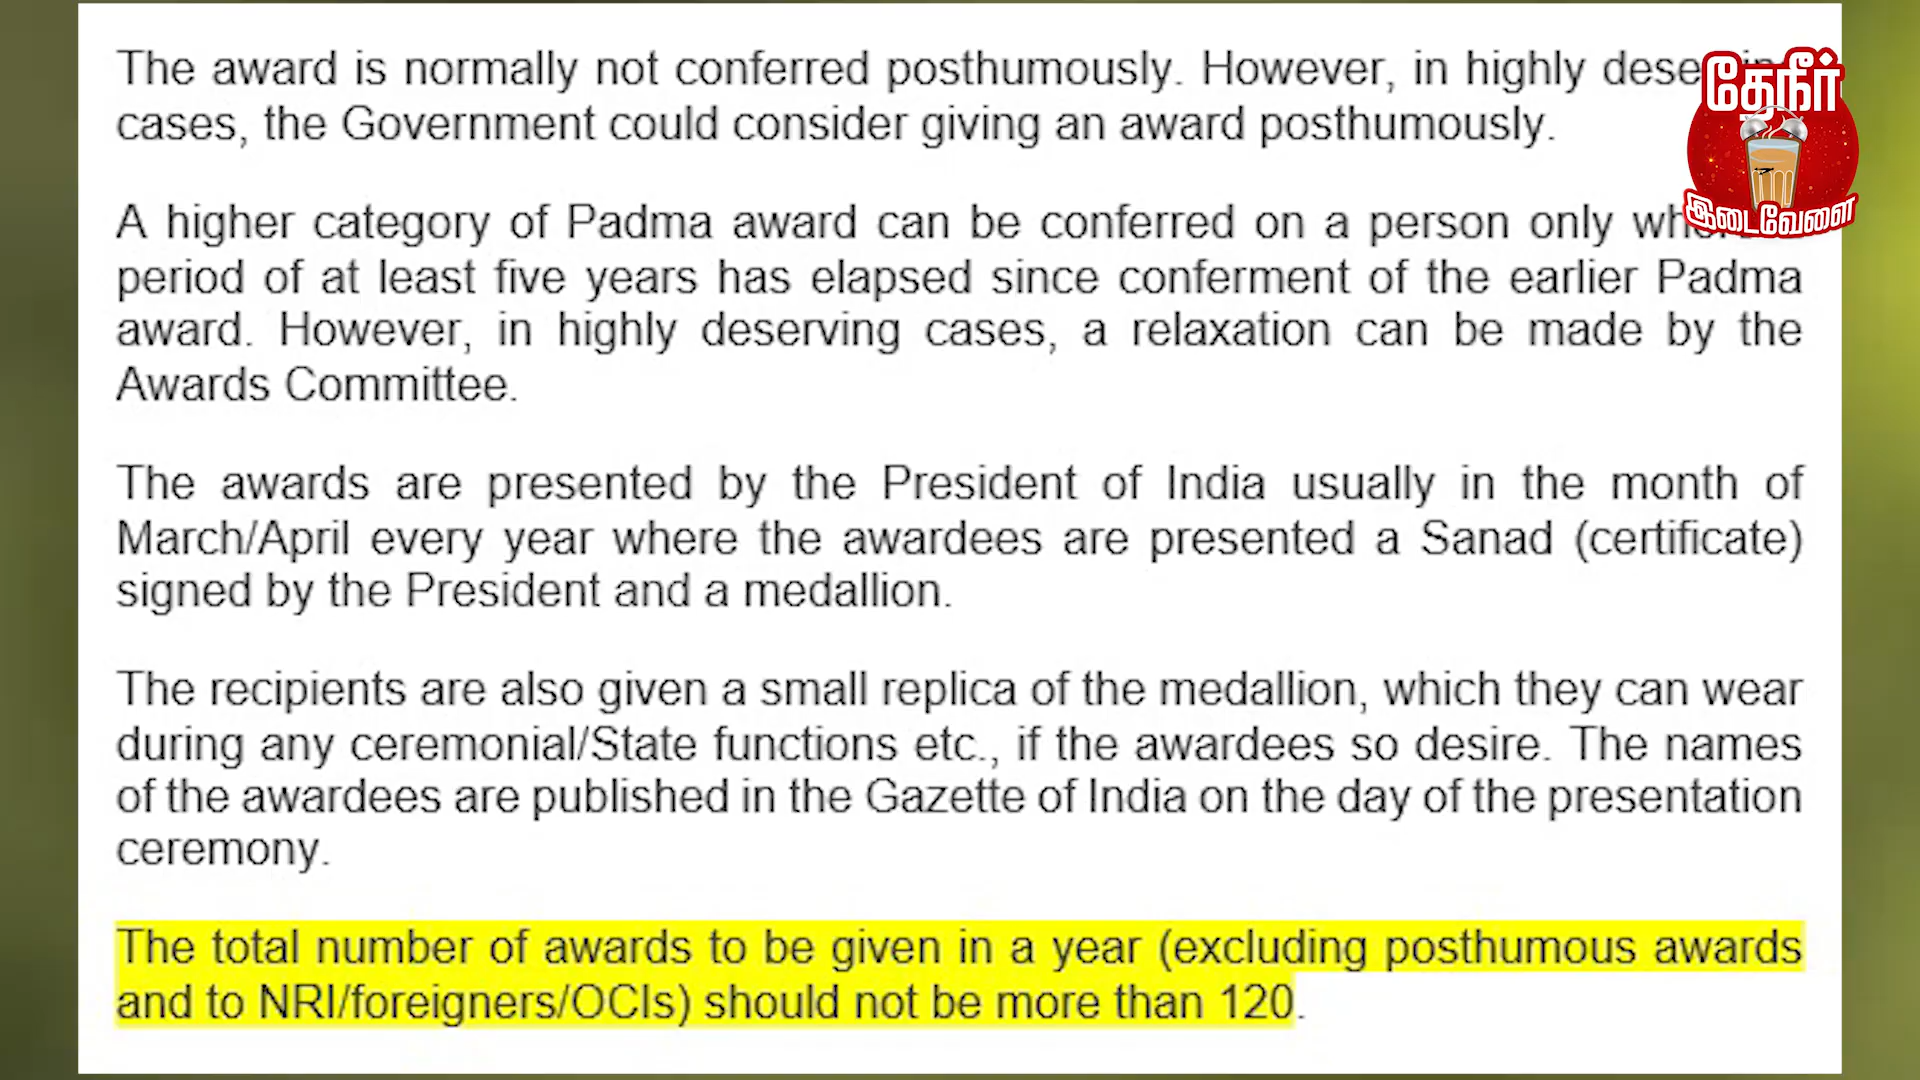 The award is normally not conferred posthumously. However, in highly
cases, the Government could consider giving an award posthumously.
A higher category of Padma award can be conferred on a person only
period of at least five years has elapsed since conferment of the earlier Padma
award. However, in highly deserving cases, a relaxation can be made by the
Awards Committee.
The awards are presented by the President of India usually in the month of
March/April every year where the awardees are presented a Sanad (certificate)
signed by the President and a medallion.
The recipients are also given a small replica of the medallion, which they can wear
during any ceremonial/State functions etc., if the awardees so desire. The names
of the awardees are published in the Gazette of India on the day of the presentation
ceremony.
The total number of awards to be given in a year (excluding posthumous awards
and to NRI/foreigners/OCIs) should not be more than 120.
தேநீர்
இடைவேளை